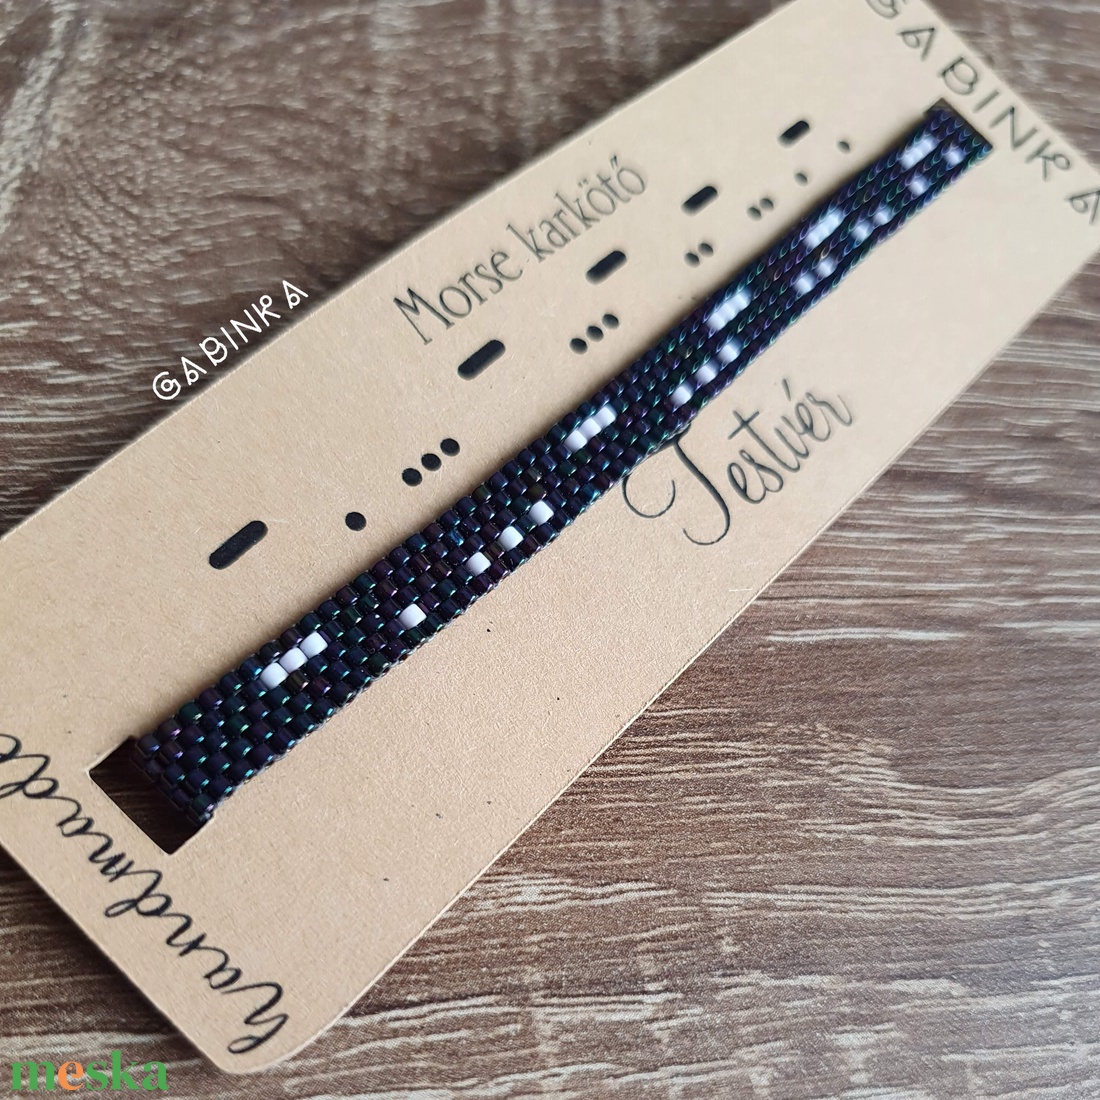 GABINKA
Morse karkötő
GABINKA
Testvér
handmade
meska